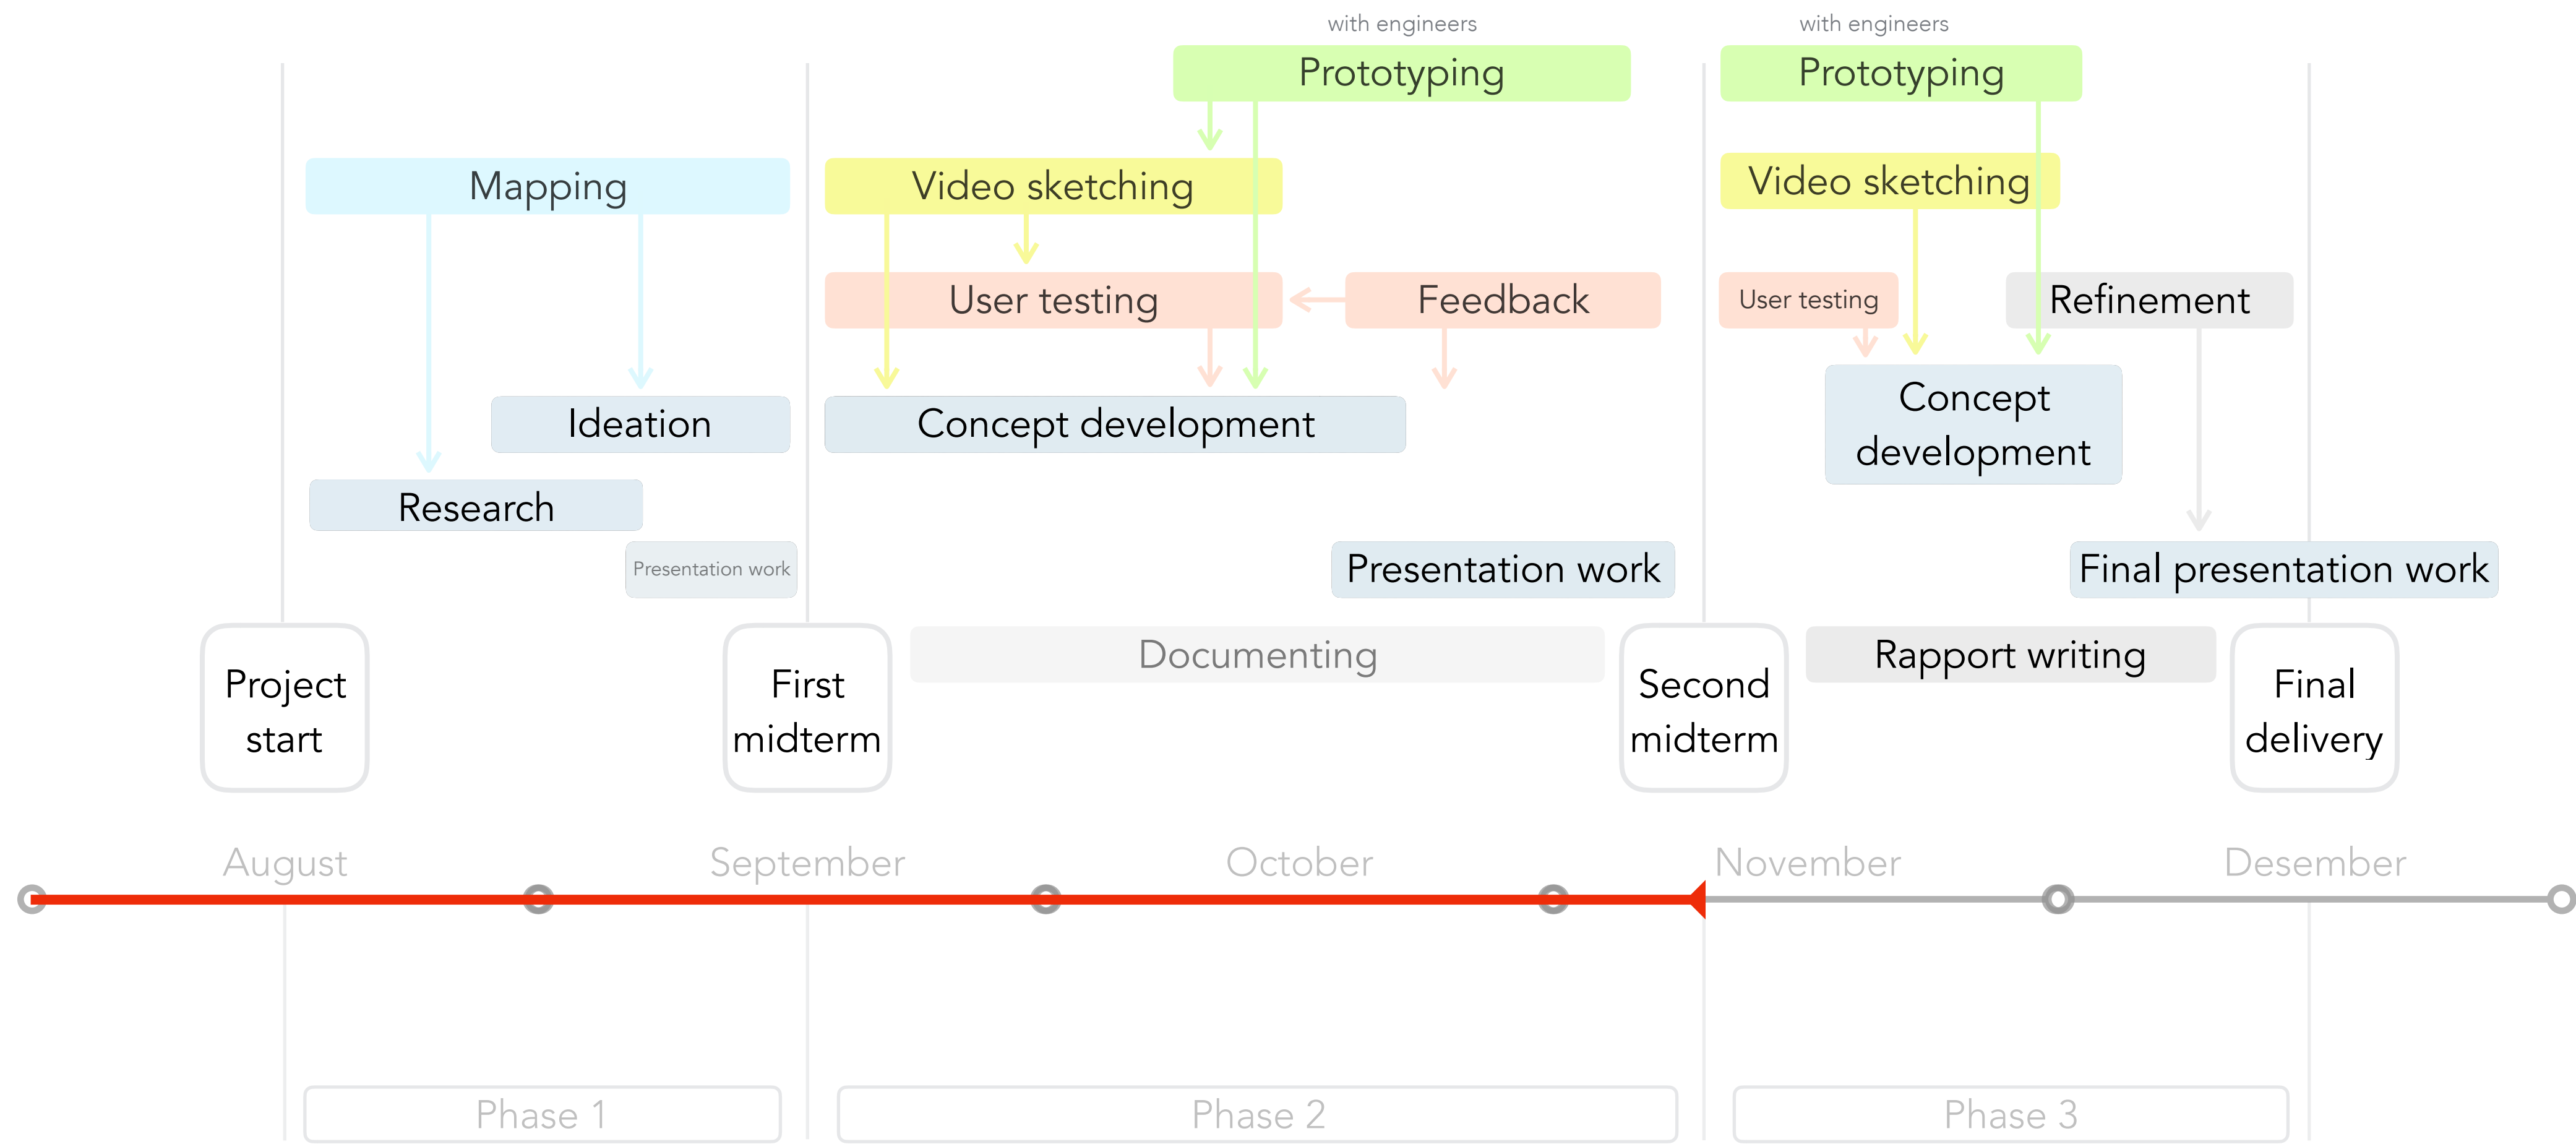 with engineers
with engineers
Prototyping
Prototyping
Mapping
Video sketching
Video sketching
User testing
Feedback
User testing
Refinement
Ideation
Concept development
Concept
development
Research
Presentation work
Presentation work
Final presentation work
Documenting
Rapport writing
Project
start
First
midterm
Second
midterm
Final
delivery
August
September
October
November
Desember
Phase 1
Phase 2
Phase 3